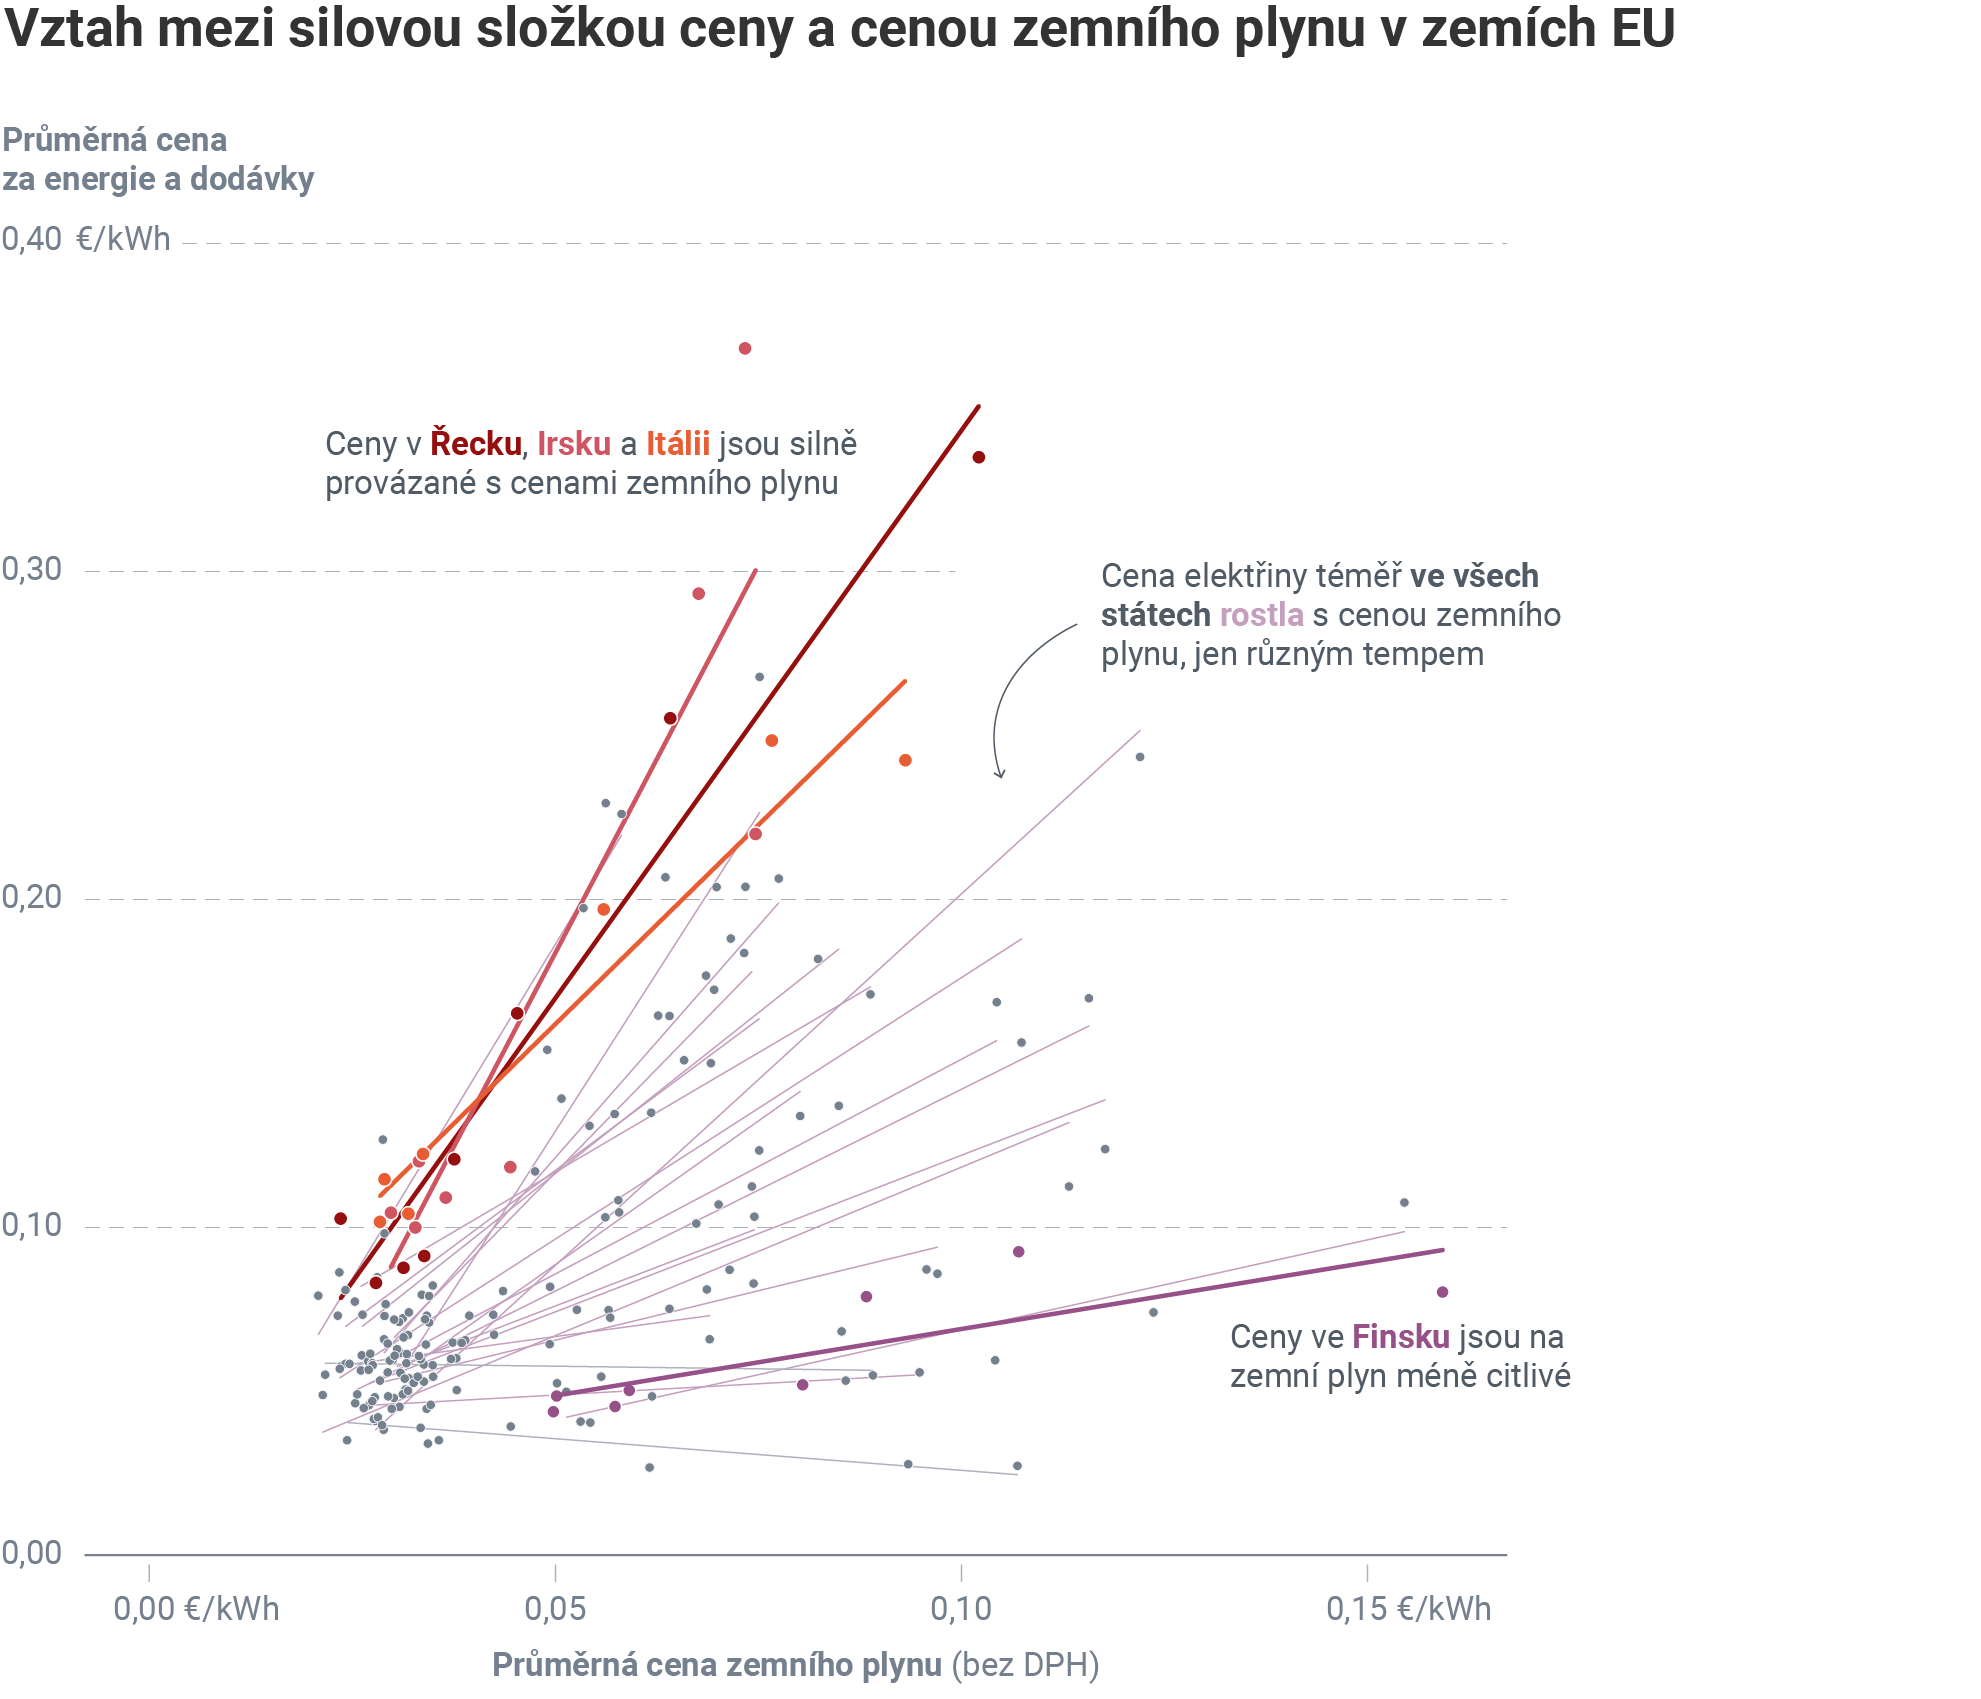 Vztah mezi silovou složkou ceny a cenou zemního plynu v zemích EU
Průměrná cena
za energie a dodávky
0,40 €/kWh
Ceny v Řecku, Irsku a Itálii jsou silně
provázané s cenami zemního plynu
0,30
Cena elektřiny téměř ve všech
státech rostla s cenou zemního
plynu, jen různým tempem
0,20
0,10
Ceny ve Finsku jsou na
zemní plyn méně citlivé
0,00
0,00 €/kWh
0,05
0,10
0,15 €/kWh
Průměrná cena zemního plynu (bez DPH)